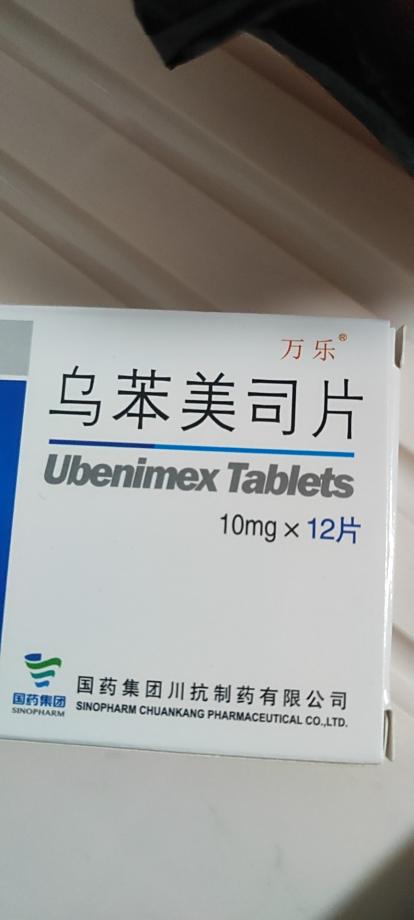 万乐®
乌苯美司片
Ubenimex Tablets
10mg × 12片
国药集团
SINOPHARM
国药集团川抗制药有限公司
SINOPHARM CHUANKANG PHARMACEUTICAL CO.,LTD.